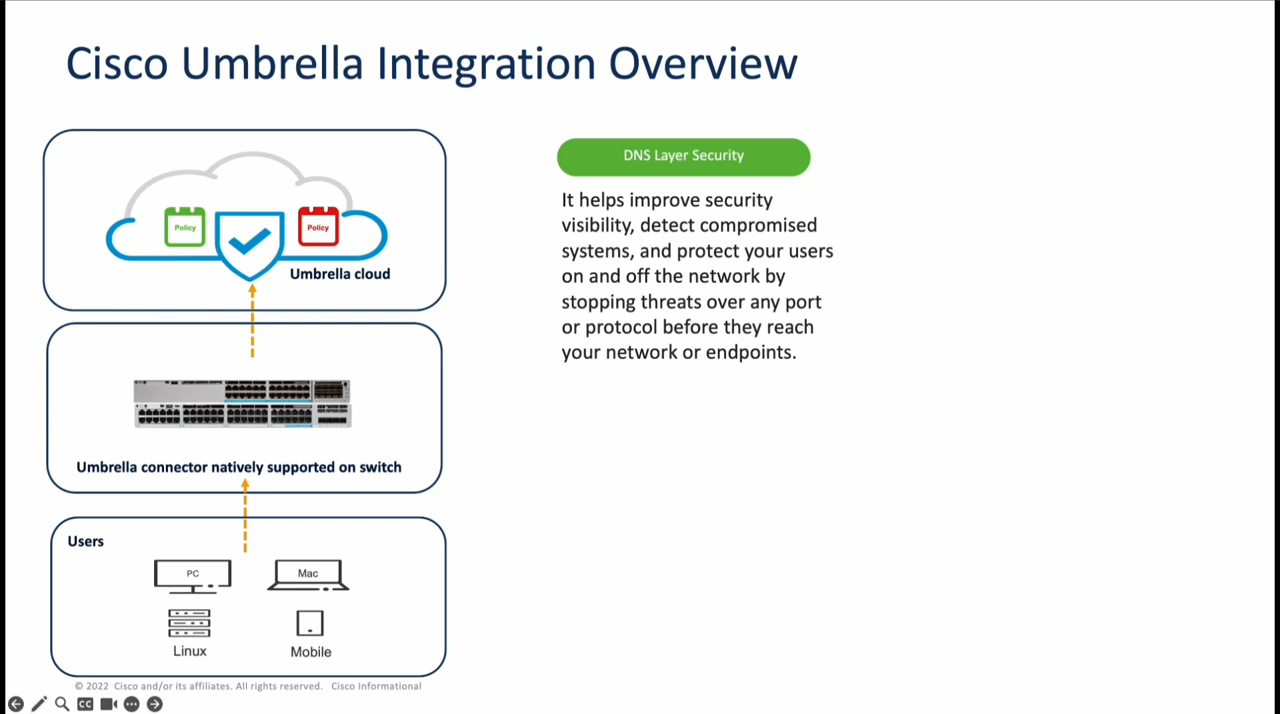 Cisco Umbrella Integration Overview
Policy
Policy
Umbrella cloud
Umbrella connector natively supported on switch
Users
PC
Mac
Linux
Mobile
DNS Layer Security
It helps improve security
visibility, detect compromised
systems, and protect your users
on and off the network by
stopping threats over any port
or protocol before they reach
your network or endpoints.
© 2022 Cisco and/or its affiliates. All rights reserved. Cisco Informational
CC